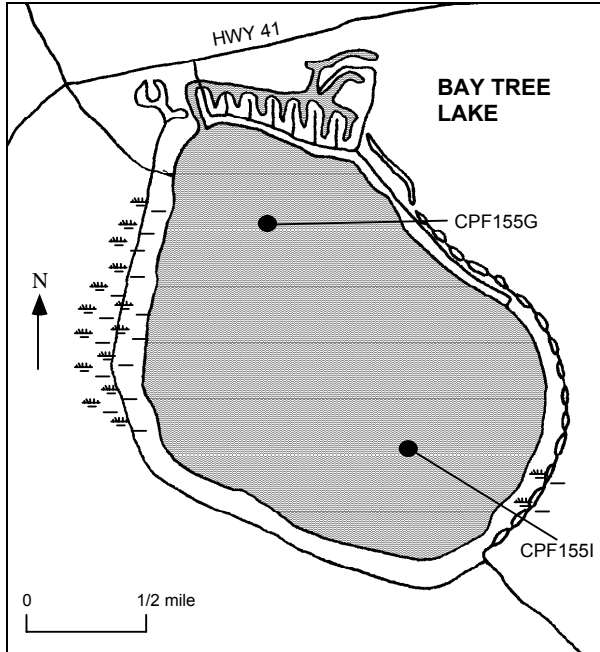 HWY 41
BAY TREE
LAKE
CPF155G
N
CPF155I
0 1/2 mile